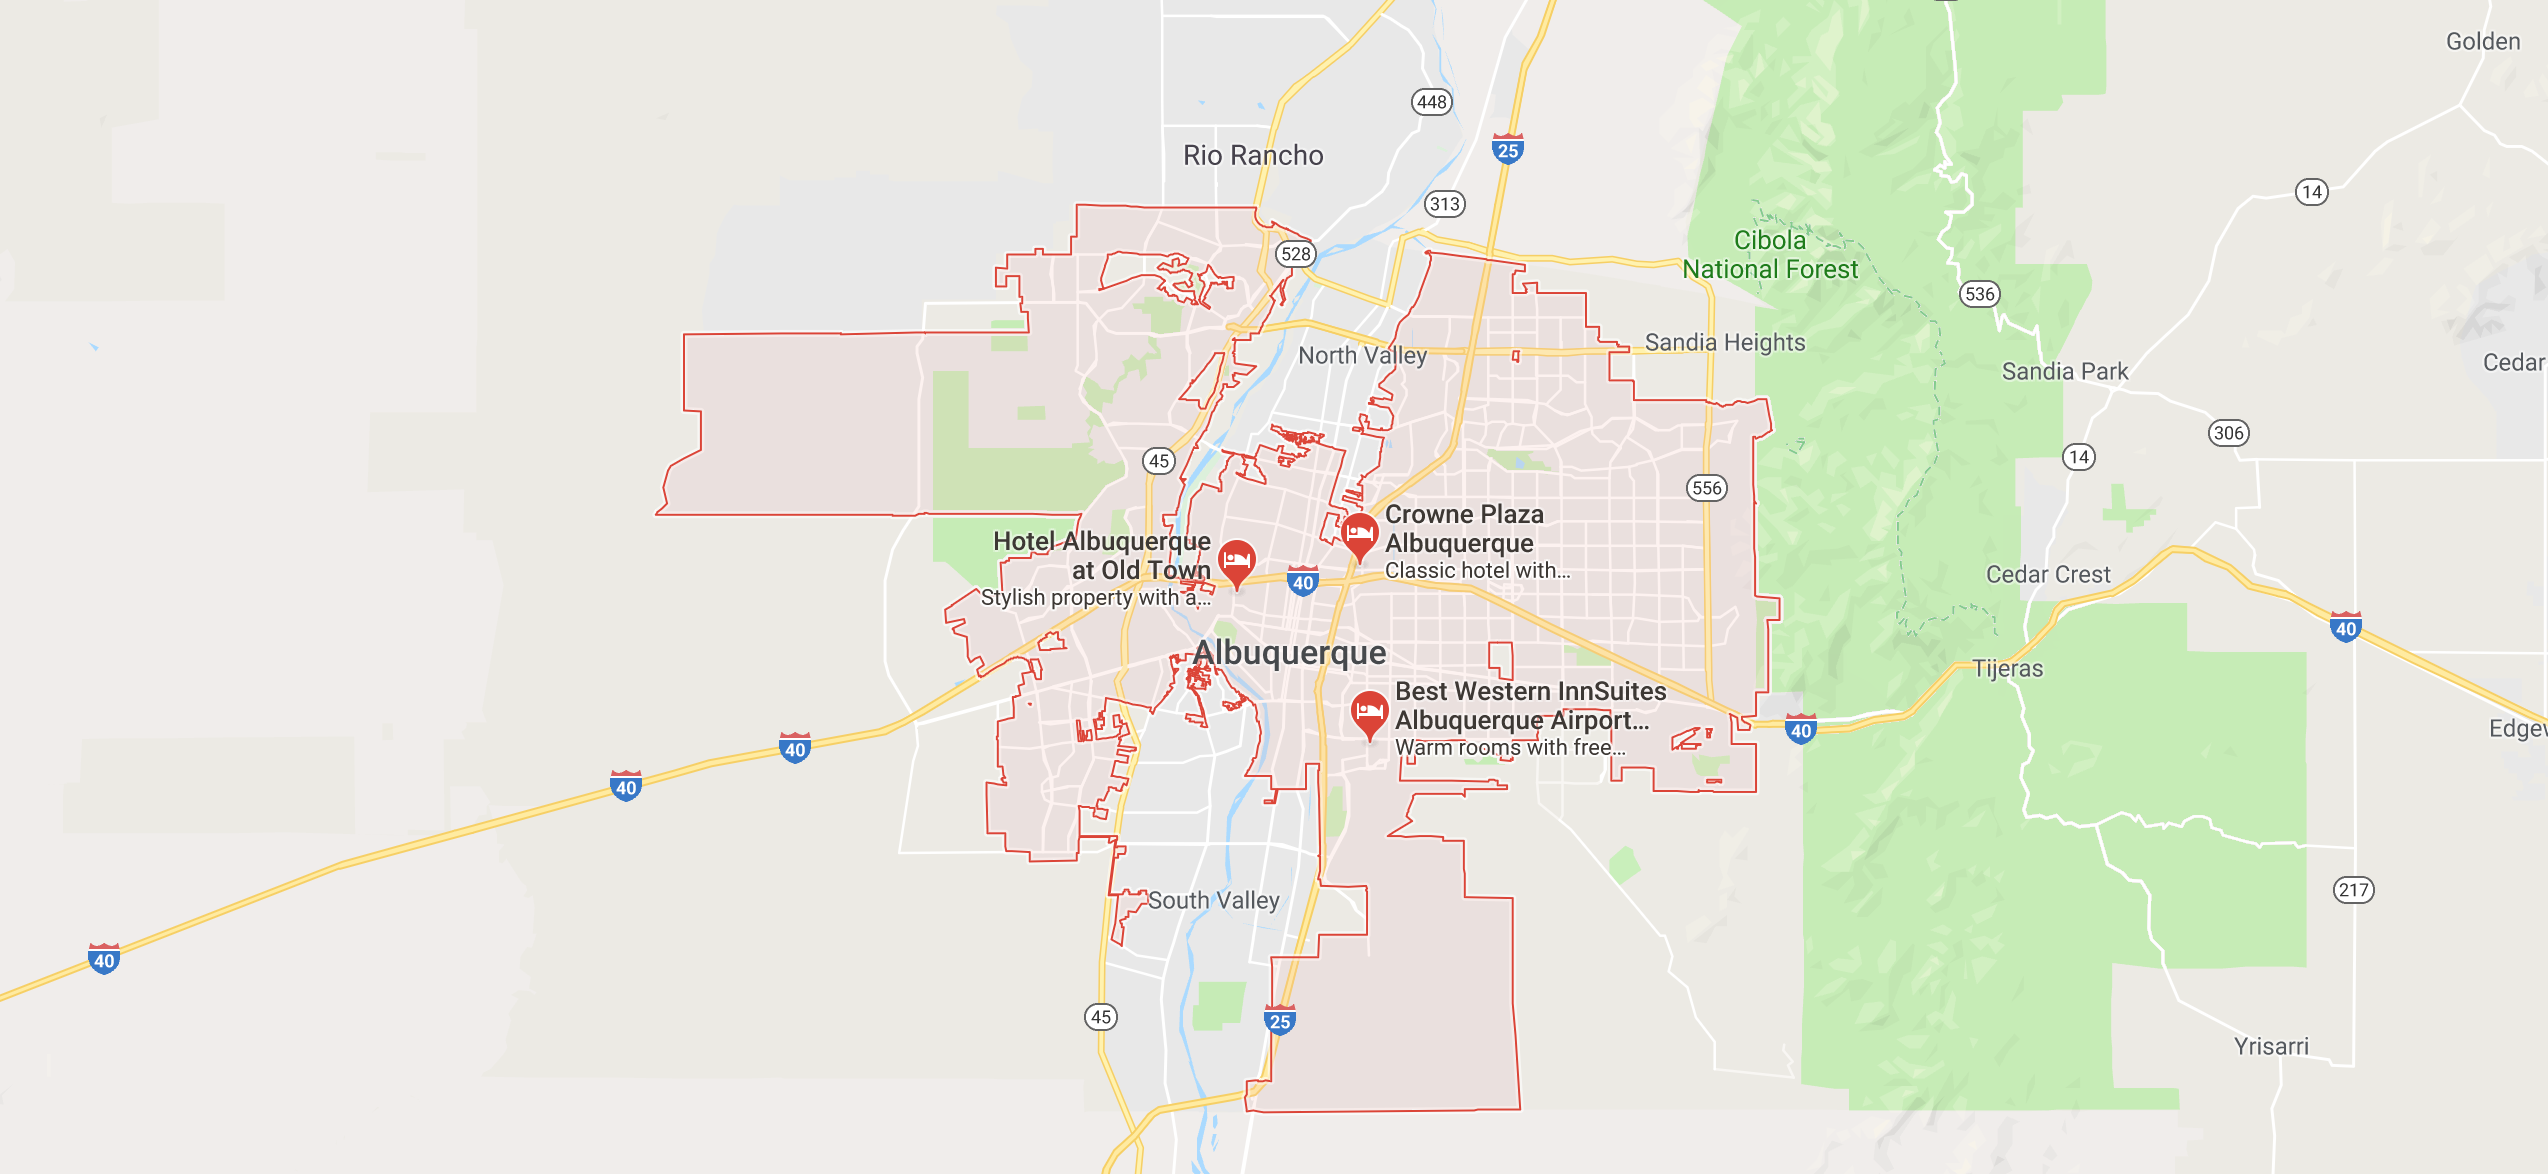 Golden
448
25
Rio Rancho
14
313
Cibola
National Forest
528
536
Sandia Heights
North Valley
Cedar
Sandia Park
306
45
14
556
Crowne Plaza
Albuquerque
Classic hotel with...
Hotel Albuquerque
at Old Town
Stylish property with a...
40
Cedar Crest
40
Albuquerque
Tijeras
Best Western InnSuites
Albuquerque Airport...
Warm rooms with free...
40
40
Edgew
40
217
South Valley
40
45
25
Yrisarri